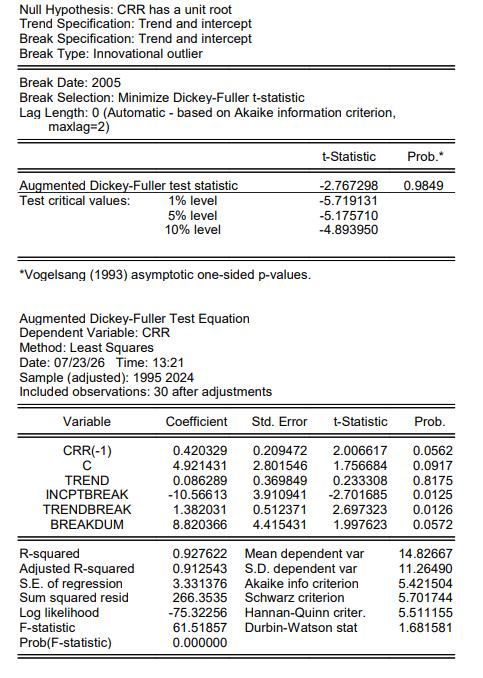 Null Hypothesis: CRR has a unit root
Trend Specification: Trend and intercept
Break Specification: Trend and intercept
Break Type: Innovational outlier
Break Date: 2005
Break Selection: Minimize Dickey-Fuller t-statistic
Lag Length: 0 (Automatic - based on Akaike information criterion,
maxlag=2)
t-Statistic Prob.*
Augmented Dickey-Fuller test statistic -2.767298 0.9849
Test critical values: 1% level -5.719131
5% level -5.175710
10% level -4.893950
*Vogelsang (1993) asymptotic one-sided p-values.
Augmented Dickey-Fuller Test Equation
Dependent Variable: CRR
Method: Least Squares
Date: 07/23/26 Time: 13:21
Sample (adjusted): 1995 2024
Included observations: 30 after adjustments
Variable Coefficient Std. Error t-Statistic Prob.
CRR(-1) 0.420329 0.209472 2.006617 0.0562
C 4.921431 2.801546 1.756684 0.0917
TREND 0.086289 0.369849 0.233308 0.8175
INCPTBREAK -10.56613 3.910941 -2.701685 0.0125
TRENDBREAK 1.382031 0.512371 2.697323 0.0126
BREAKDUM 8.820366 4.415431 1.997623 0.0572
R-squared 0.927622 Mean dependent var 14.82667
Adjusted R-squared 0.912543 S.D. dependent var 11.26490
S.E. of regression 3.331376 Akaike info criterion 5.421504
Sum squared resid 266.3535 Schwarz criterion 5.701744
Log likelihood -75.32256 Hannan-Quinn criter. 5.511155
F-statistic 61.51857 Durbin-Watson stat 1.681581
Prob(F-statistic) 0.000000